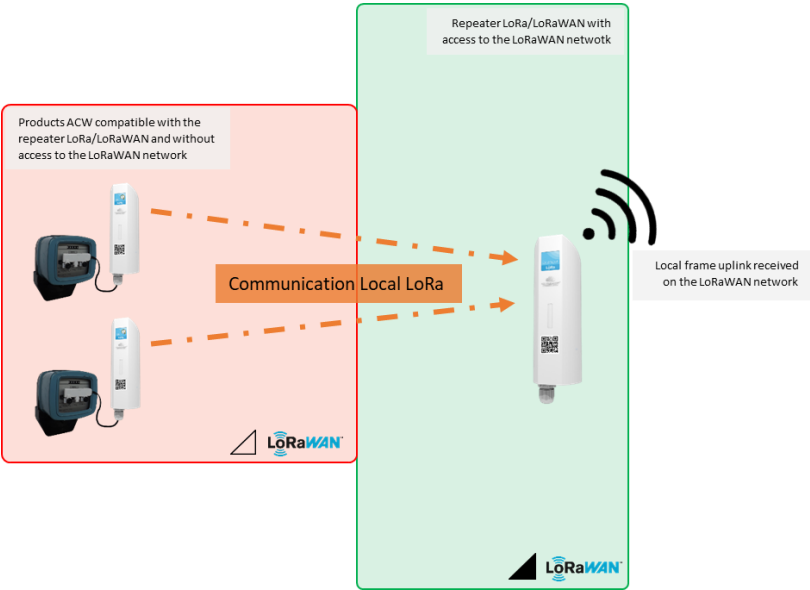 Repeater LoRa/LoRaWAN with
access to the LoRaWAN netwotk
Products ACW compatible with the
repeater LoRa/LoRaWAN and without
access to the LoRaWAN network
Communication Local LoRa
Local frame uplink received
on the LoRaWAN network
LoRaWAN
LoRaWAN